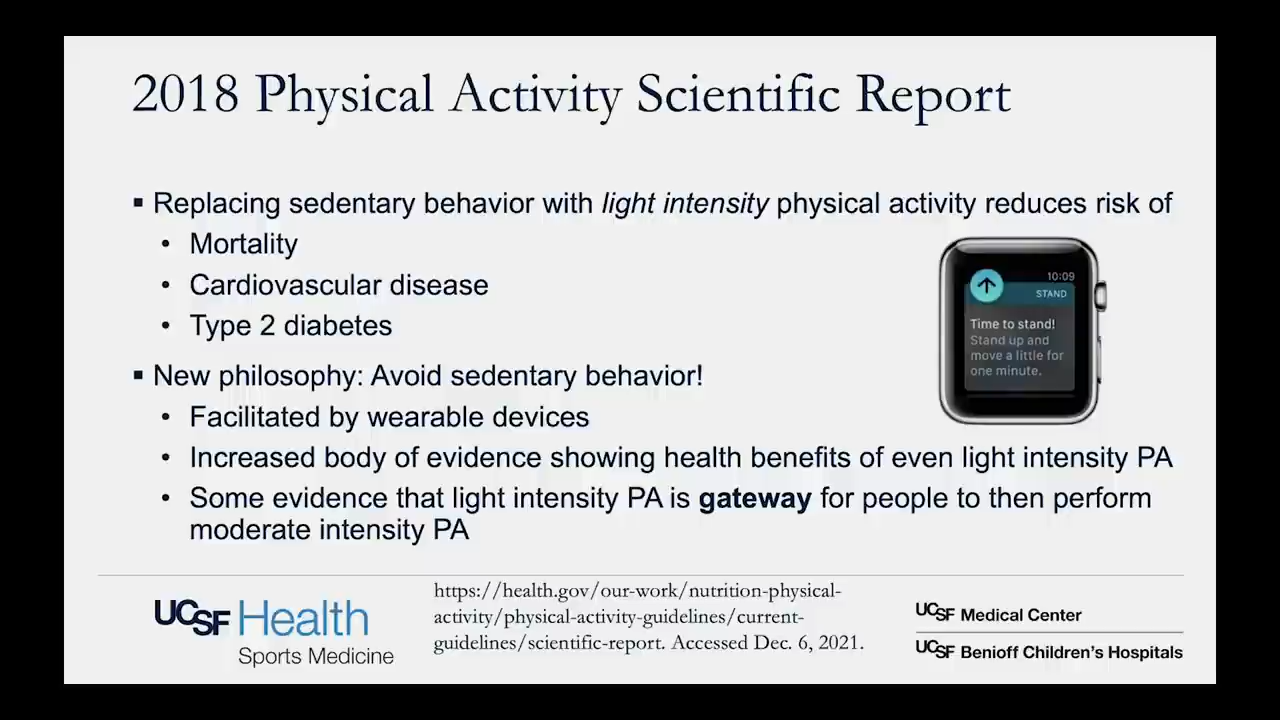 2018 Physical Activity Scientific Report
▪ Replacing sedentary behavior with light intensity physical activity reduces risk of
• Mortality
• Cardiovascular disease
• Type 2 diabetes
10:09
STAND
Time to stand!
Stand up and
move a little for
one minute.
▪ New philosophy: Avoid sedentary behavior!
• Facilitated by wearable devices
• Increased body of evidence showing health benefits of even light intensity PA
• Some evidence that light intensity PA is gateway for people to then perform
moderate intensity PA
UCSF Health
Sports Medicine
https://health.gov/our-work/nutrition-physical-
activity/physical-activity-guidelines/current-
guidelines/scientific-report. Accessed Dec. 6, 2021.
UCSF Medical Center
UCSF Benioff Children's Hospitals